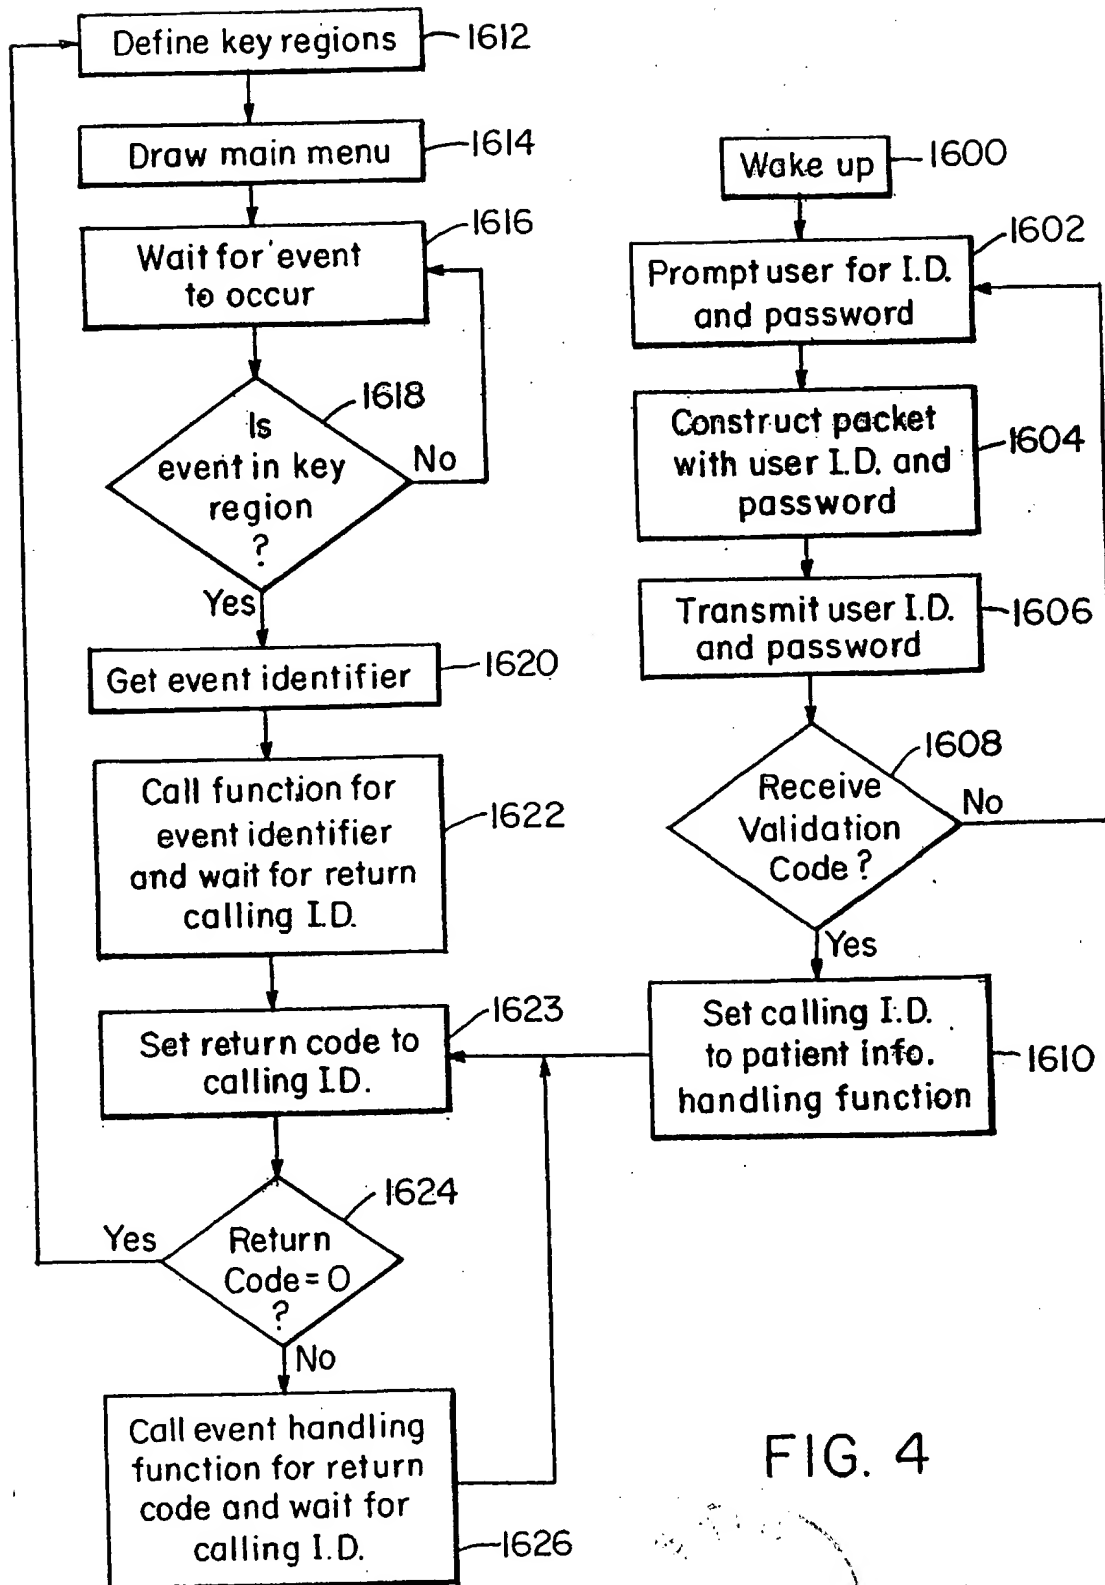 Define key regions
1612
Draw main menu
1614
Wait for event
to occur
1616
Is
event in key
region
?
1618
No
Yes
Get event identifier
1620
Call function for
event identifier
and wait for return
calling I.D.
1622
Set return code to
calling I.D.
1623
Return
Code = 0
?
1624
Yes
No
Call event handling
function for return
code and wait for
calling I.D.
1626
Wake up
1600
Prompt user for I.D.
and password
1602
Construct packet
with user I.D. and
password
1604
Transmit user I.D.
and password
1606
Receive
Validation
Code ?
1608
No
Yes
Set calling I.D.
to patient info.
handling function
1610
FIG. 4